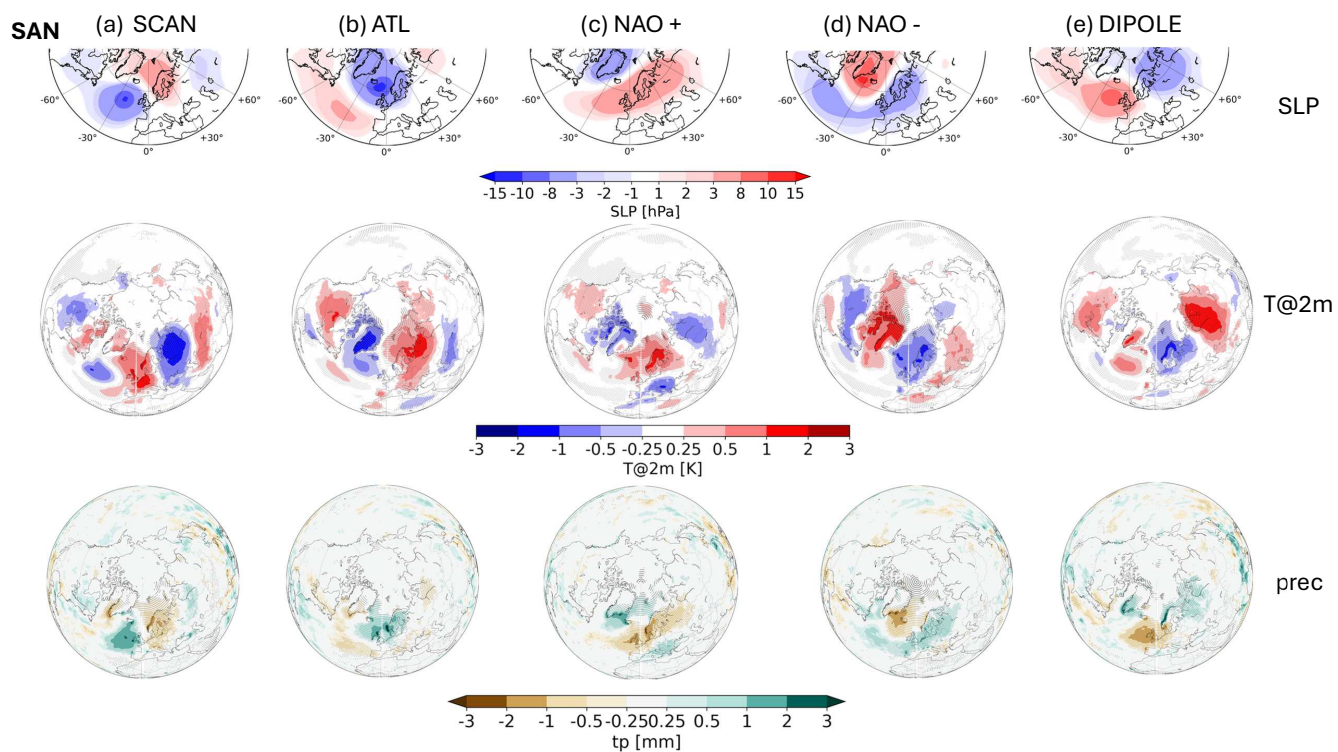 SAN (a) SCAN (b) ATL (c) NAO + (d) NAO - (e) DIPOLE
-60° +60° -60° +60° -60° +60° -60° +60° -60° +60° SLP
-30° +30° -30° +30° -30° +30° -30° +30° -30° +30°
0° 0° 0° 0° 0°
-15 -10 -8 -3 -2 -1 1 2 3 8 10 15
SLP [hPa]
T@2m
-3 -2 -1 -0.5 -0.25 0.25 0.5 1 2 3
T@2m [K]
prec
-3 -2 -1 -0.5 -0.25 0.25 0.5 1 2 3
tp [mm]